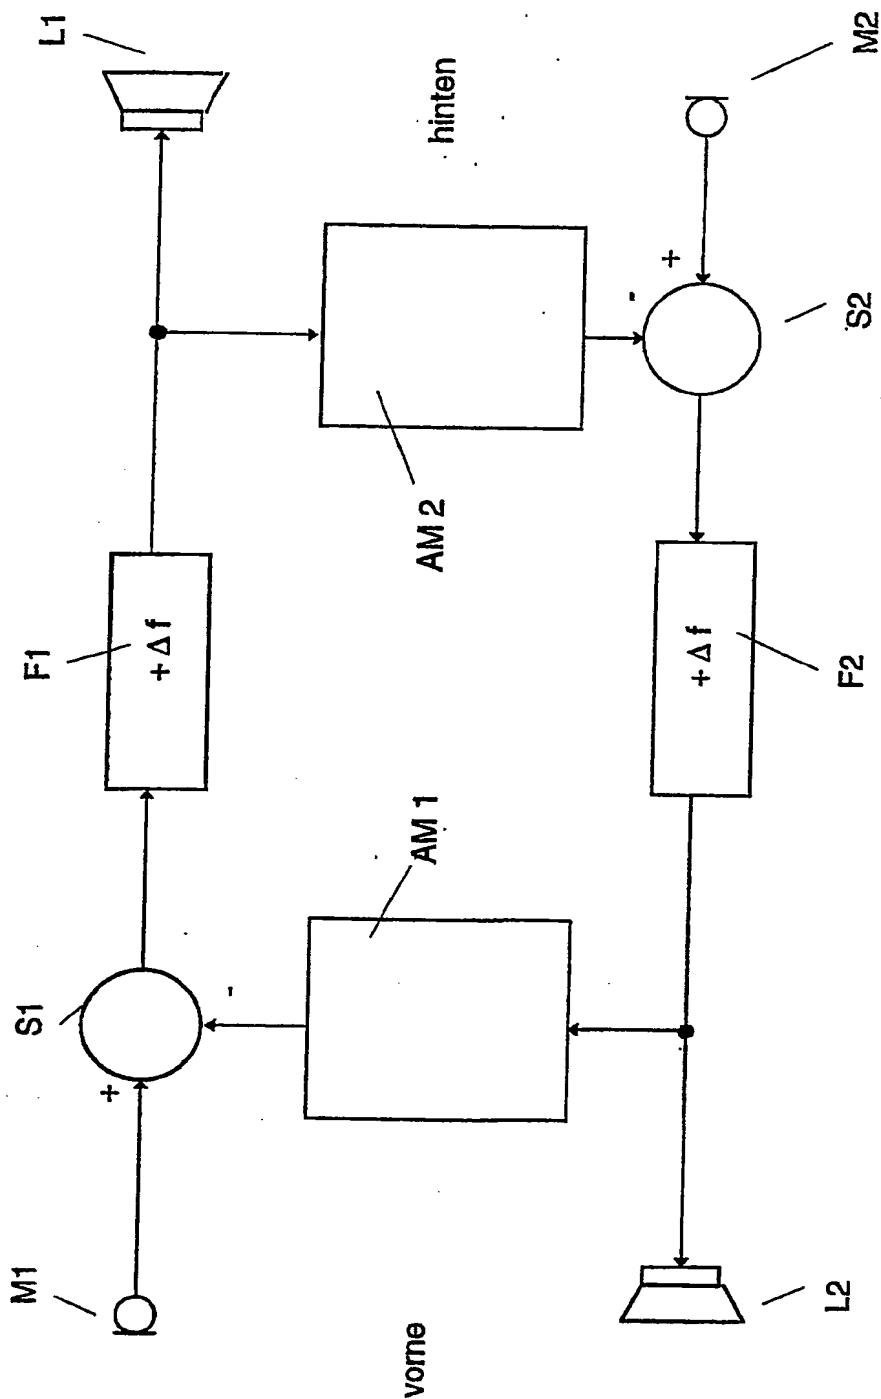 L1
hinten
M2
+
-
S2
AM 2
F1
+ Δ f
+ Δ f
F2
AM 1
S1
-
+
M1
vorne
L2